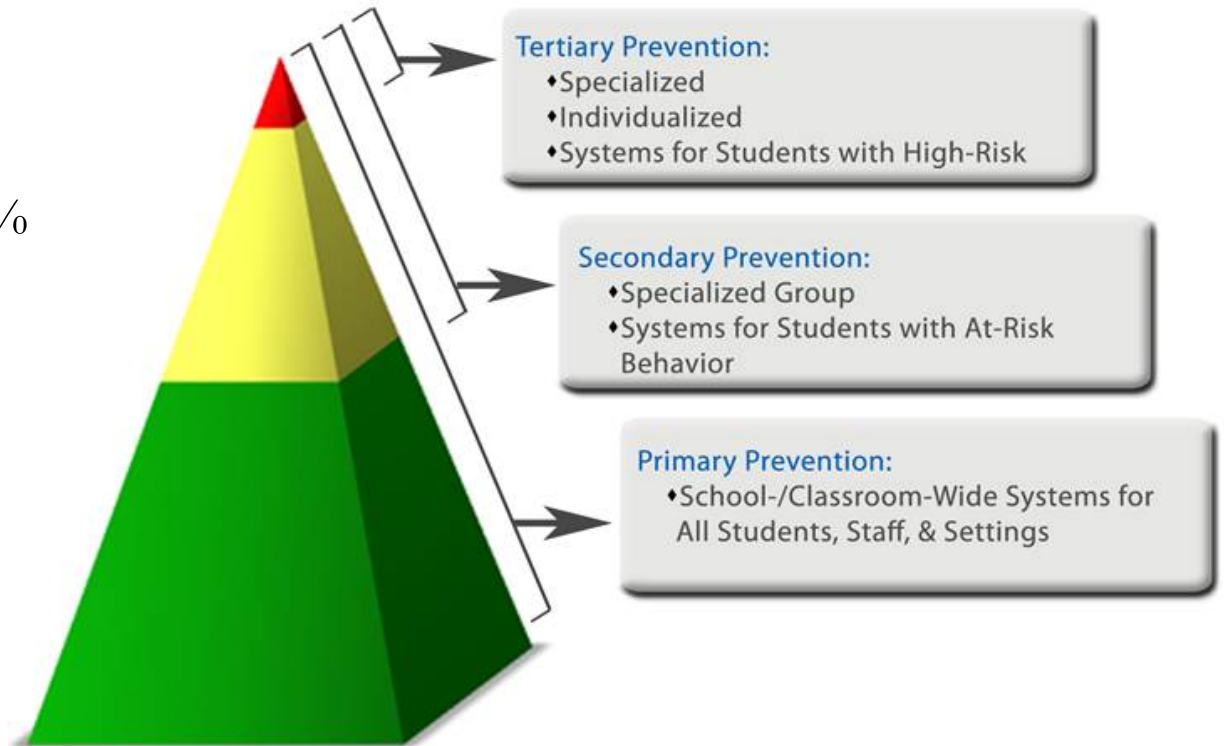 Tertiary Prevention:
♦Specialized
♦Individualized
♦Systems for Students with High-Risk
%
Secondary Prevention:
♦Specialized Group
♦Systems for Students with At-Risk
Behavior
Primary Prevention:
♦School-/Classroom-Wide Systems for
All Students, Staff, & Settings